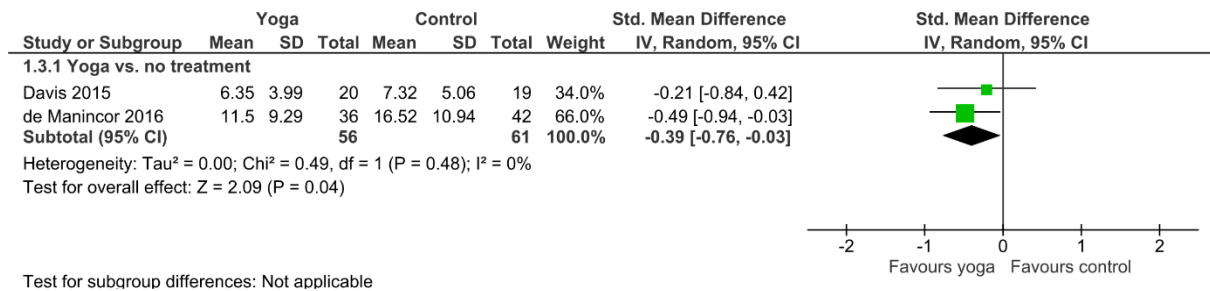 Yoga Control Std. Mean Difference Std. Mean Difference
Study or Subgroup Mean SD Total Mean SD Total Weight IV, Random, 95% CI IV, Random, 95% CI
1.3.1 Yoga vs. no treatment
Davis 2015 6.35 3.99 20 7.32 5.06 19 34.0% -0.21 [-0.84, 0.42]
de Manincor 2016 11.5 9.29 36 16.52 10.94 42 66.0% -0.49 [-0.94, -0.03]
Subtotal (95% CI) 56 61 100.0% -0.39 [-0.76, -0.03]
Heterogeneity: Tau² = 0.00; Chi² = 0.49, df = 1 (P = 0.48); I² = 0%
Test for overall effect: Z = 2.09 (P = 0.04)
-2 -1 0 1 2
Favours yoga Favours control
Test for subgroup differences: Not applicable